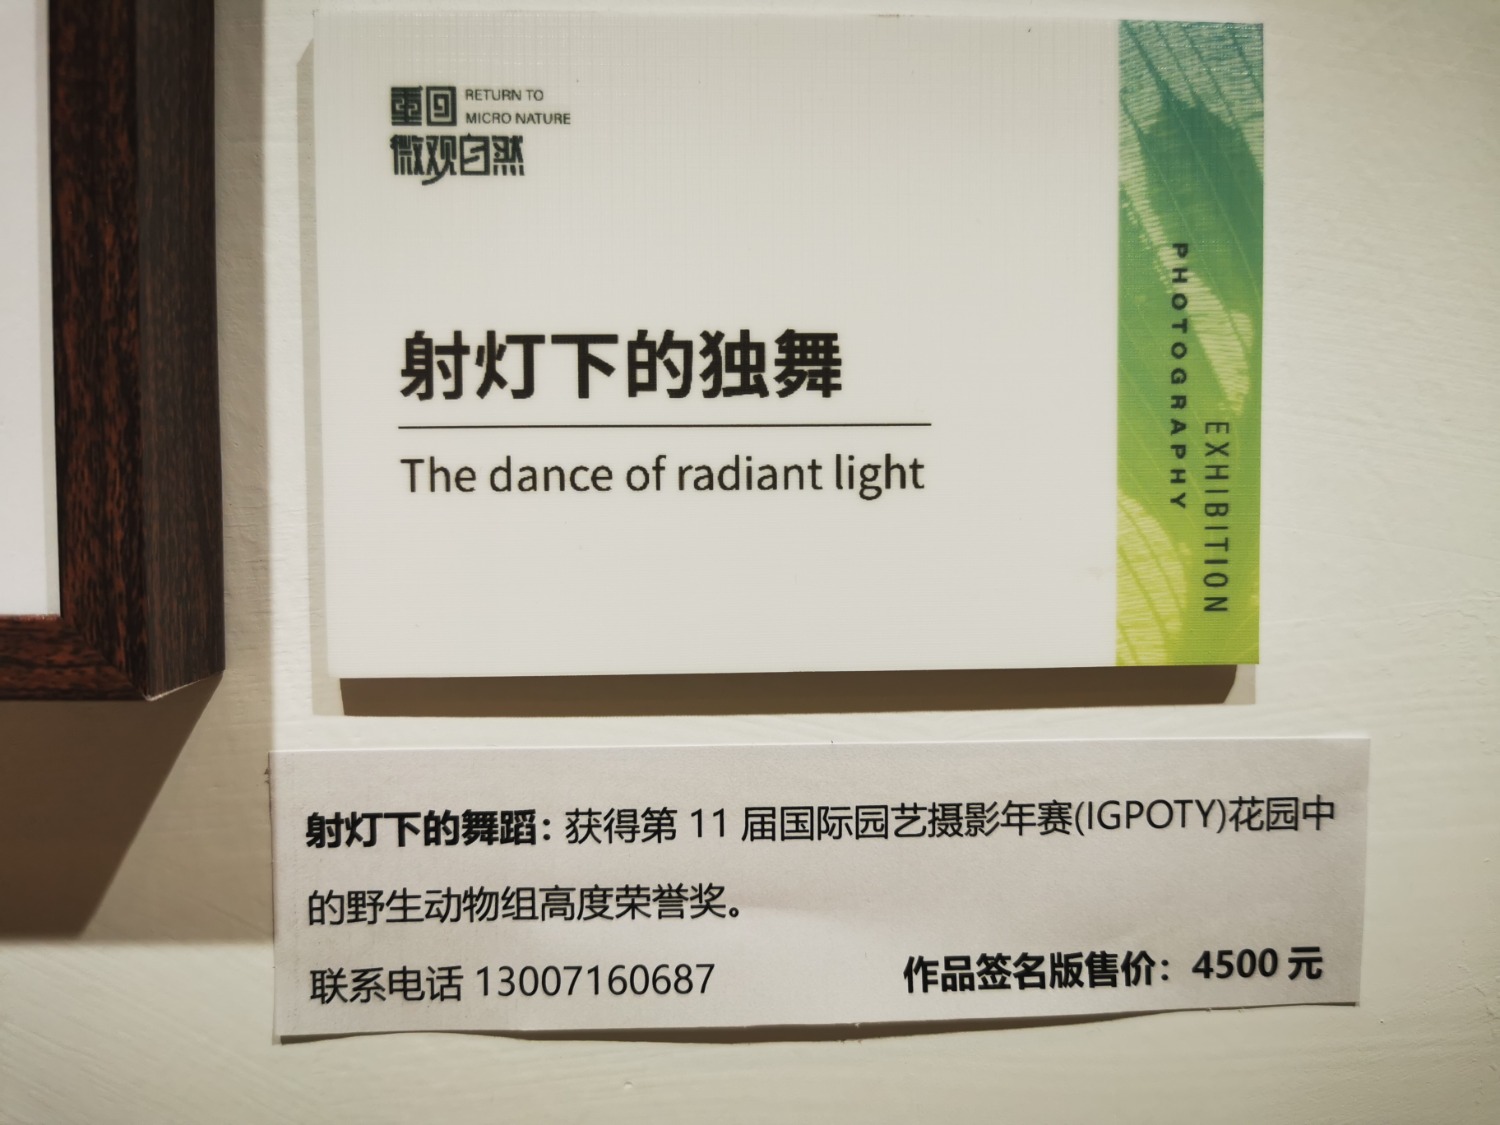 重回 RETURN TO
MICRO NATURE
微观自然
射灯下的独舞
The dance of radiant light
PHOTOGRAPHY
EXHIBITION
射灯下的舞蹈：获得第 11 届国际园艺摄影年赛(IGPOTY)花园中
的野生动物组高度荣誉奖。
联系电话 13007160687 作品签名版售价：4500 元